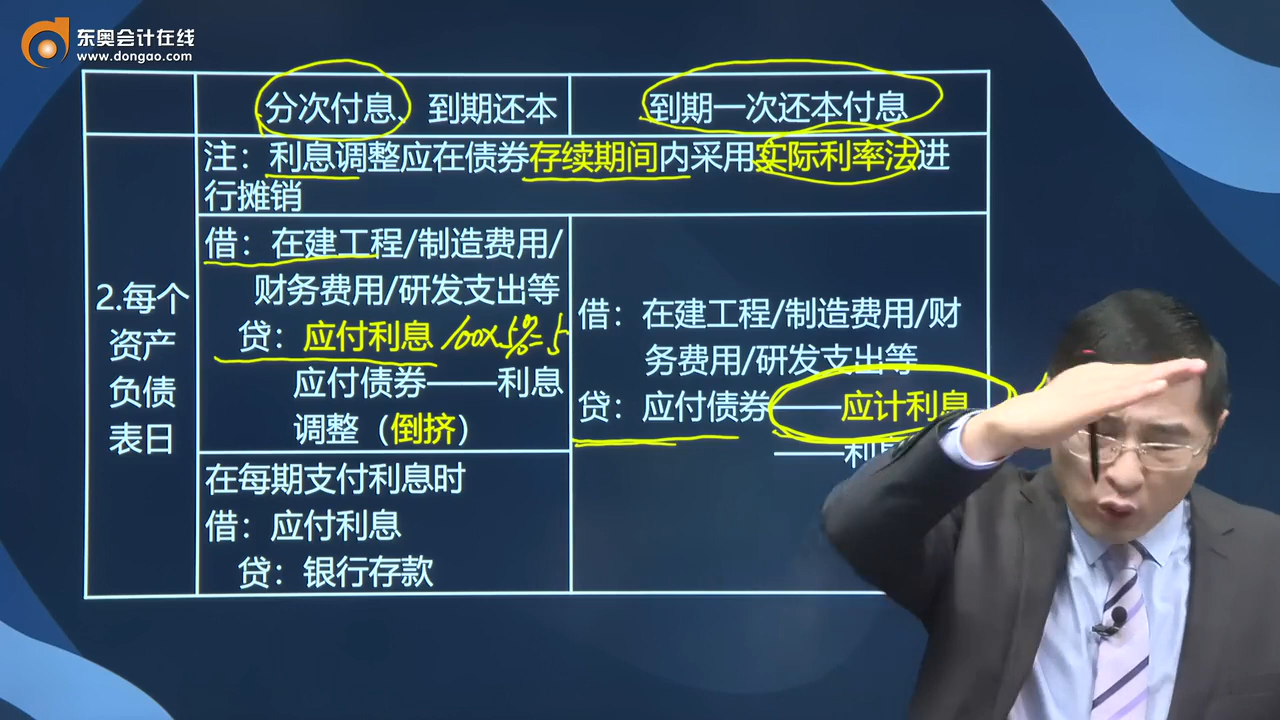 东奥会计在线
www.dongao.com
分次付息、到期还本
到期一次还本付息
注：利息调整应在债券存续期间内采用实际利率法进
行摊销
2.每个
资产
负债
表日
借：在建工程/制造费用/
财务费用/研发支出等
贷：应付利息 100×5%=5
应付债券——利息
调整（倒挤）
在每期支付利息时
借：应付利息
贷：银行存款
借：在建工程/制造费用/财
务费用/研发支出等
贷：应付债券——应计利息
——利